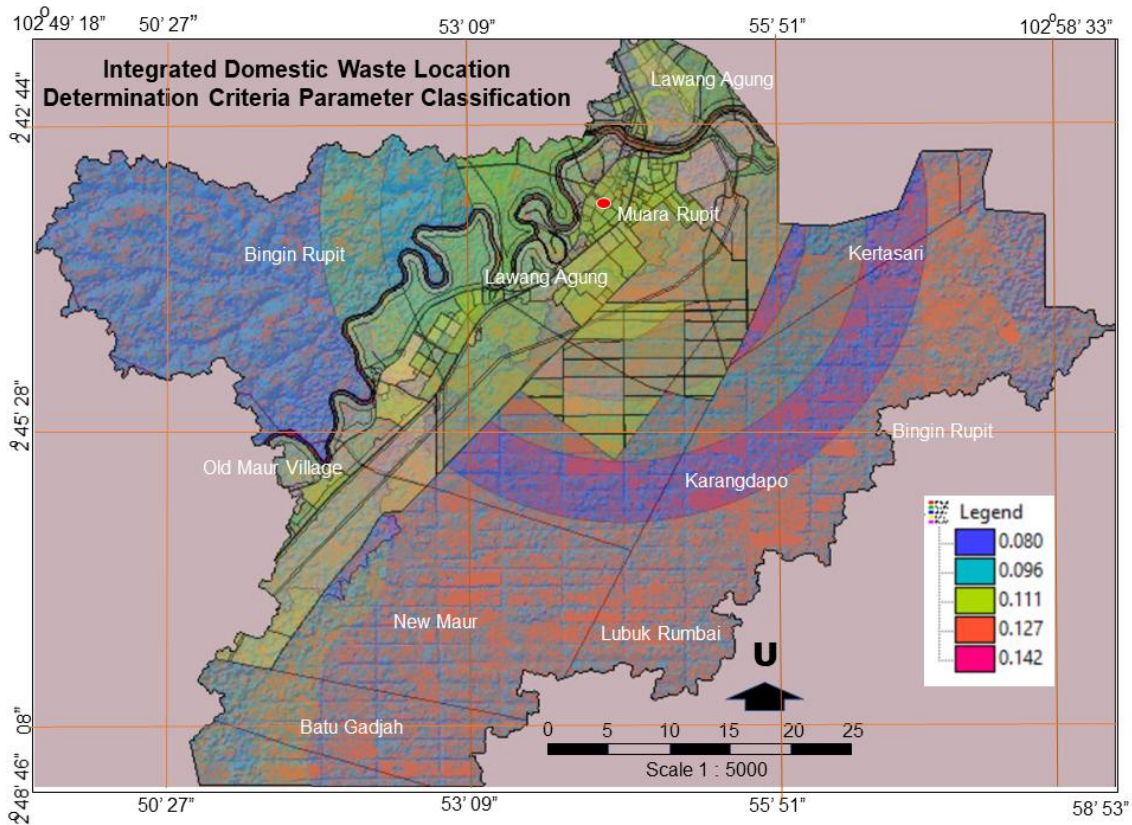 102° 49' 18" 50' 27" 53' 09" 55' 51" 102° 58' 33"
Integrated Domestic Waste Location
Determination Criteria Parameter Classification
Lawang Agung
2° 42' 44"
Muara Rupit
Bingin Rupit
Kertasari
Lawang Agung
2° 45' 28"
Bingin Rupit
Old Maur Village
Karangdapo
Legend
0.080
0.096
0.111
0.127
0.142
New Maur
Lubuk Rumbai
U
08"
Batu Gadjah
0 5 10 15 20 25
Scale 1 : 5000
2° 48' 46"
50' 27" 53' 09" 55' 51" 58' 53"